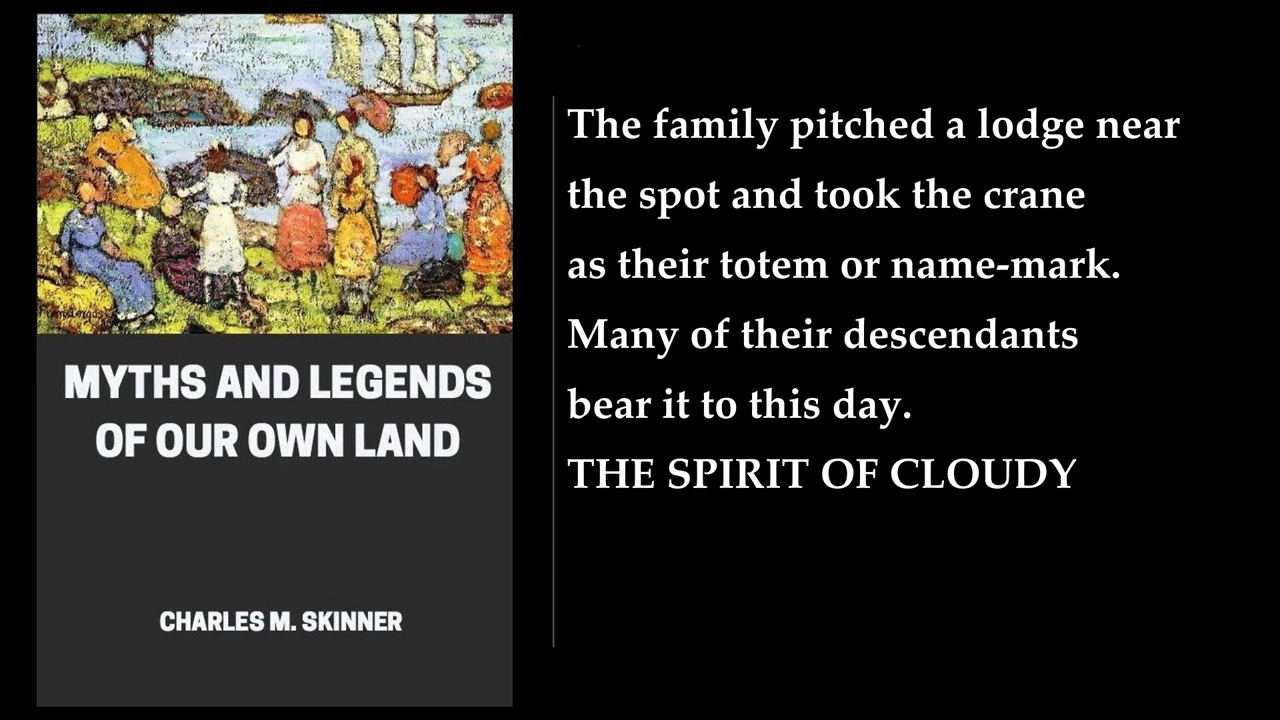 MYTHS AND LEGENDS
OF OUR OWN LAND
CHARLES M. SKINNER
The family pitched a lodge near
the spot and took the crane
as their totem or name-mark.
Many of their descendants
bear it to this day.
THE SPIRIT OF CLOUDY